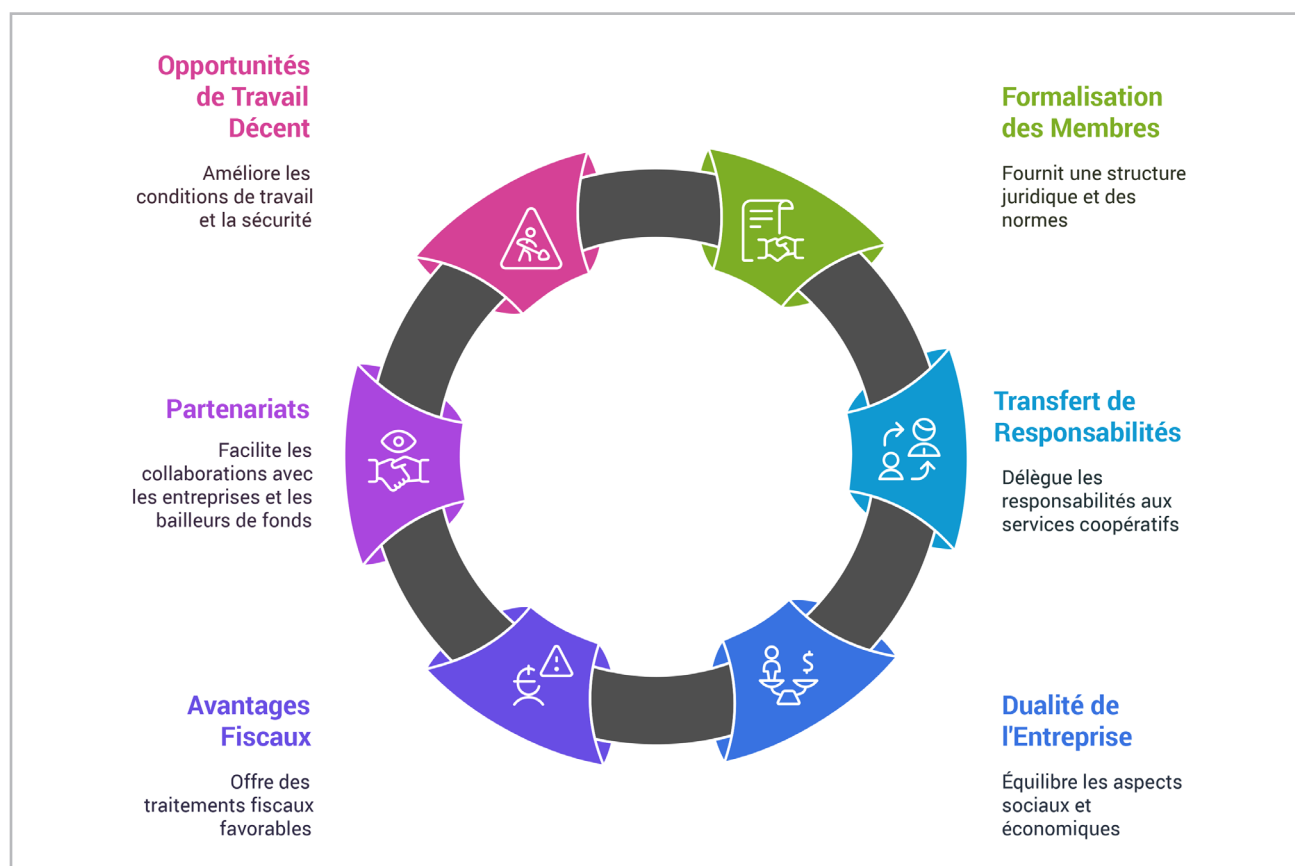 Opportunités
de Travail
Décent
Améliore les
conditions de travail
et la sécurité
Formalisation
des Membres
Fournit une structure
juridique et des
normes
Partenariats
Facilite les
collaborations avec
les entreprises et les
bailleurs de fonds
Transfert de
Responsabilités
Délègue les
responsabilités aux
services coopératifs
Avantages
Fiscaux
Offre des
traitements fiscaux
favorables
Dualité de
l'Entreprise
Équilibre les aspects
sociaux et
économiques